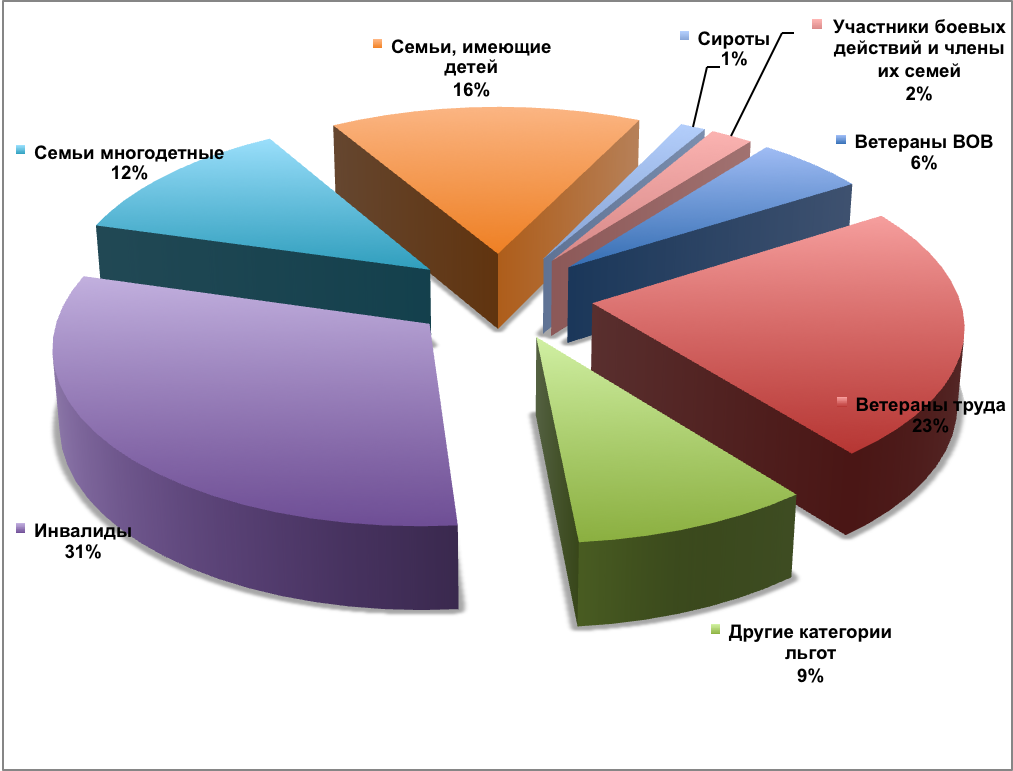 Семьи, имеющие
детей
16%
Сироты
1%
Участники боевых
действий и члены
их семей
2%
Ветераны ВОВ
6%
Ветераны труда
23%
Другие категории
льгот
9%
Инвалиды
31%
Семьи многодетные
12%